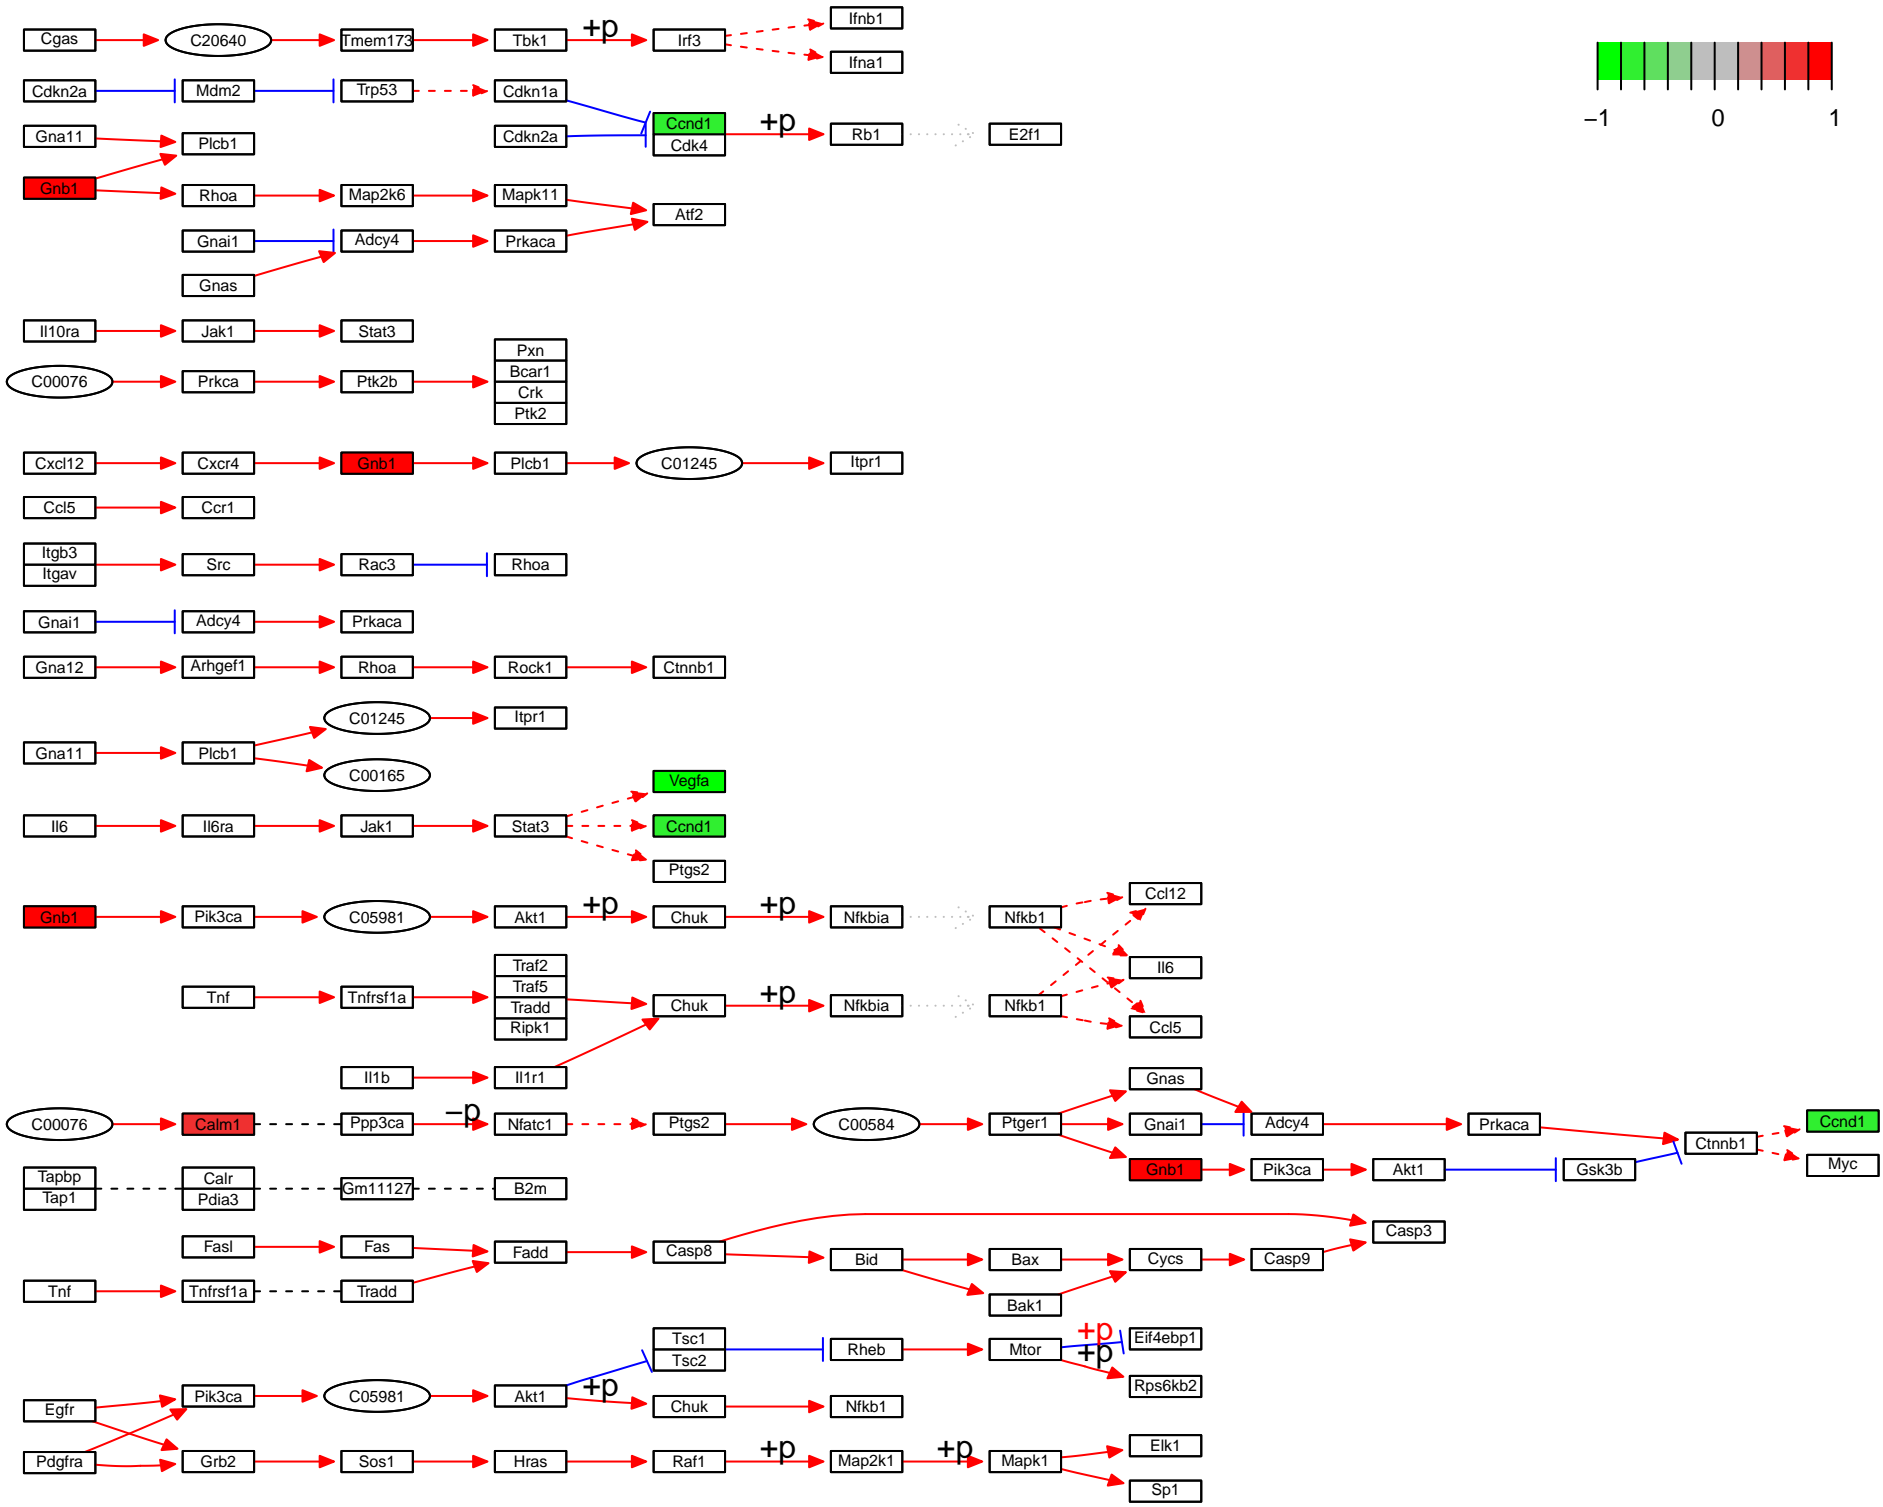 Cgas C20640 Tmem173 Tbk1 +p Irf3 Ifnb1
Ifna1
−1 0 1
Cdkn2a Mdm2 Trp53 Cdkn1a
Gna11 Plcb1 Cdkn2a Ccnd1 +p Rb1 E2f1
Cdk4
Gnb1 Rhoa Map2k6 Mapk11 Atf2
Gnai1 Adcy4 Prkaca
Gnas
Il10ra Jak1 Stat3
Pxn
Bcar1
C00076 Prkca Ptk2b Crk
Ptk2
Cxcl12 Cxcr4 Gnb1 Plcb1 C01245 Itpr1
Ccl5 Ccr1
Itgb3
Itgav Src Rac3 Rhoa
Gnai1 Adcy4 Prkaca
Gna12 Arhgef1 Rhoa Rock1 Ctnnb1
C01245 Itpr1
Gna11 Plcb1
C00165
Vegfa
Il6 Il6ra Jak1 Stat3 Ccnd1
Ptgs2
Ccl12
Gnb1 Pik3ca C05981 Akt1 +p Chuk +p Nfkbia Nfkb1
Traf2 Il6
Traf5
Tnf Tnfrsf1a Tradd Chuk +p Nfkbia Nfkb1
Ripk1 Ccl5
Il1b Il1r1
Gnas
C00076 Calm1 Ppp3ca −p Nfatc1 Ptgs2 C00584 Ptger1 Gnai1 Adcy4 Prkaca Ctnnb1 Ccnd1
Gnb1 Pik3ca Akt1 Gsk3b Myc
Tapbp Calr
Tap1 Pdia3 Gm11127 B2m
Casp3
Fasl Fas Fadd Casp8 Bid Bax Cycs Casp9
Tnf Tnfrsf1a Tradd
Bak1
Tsc1 +p Eif4ebp1
Tsc2 Rheb Mtor +p
Rps6kb2
Egfr Pik3ca C05981 Akt1 +p Chuk Nfkb1
Elk1
Pdgfra Grb2 Sos1 Hras Raf1 +p Map2k1 +p Mapk1
Sp1